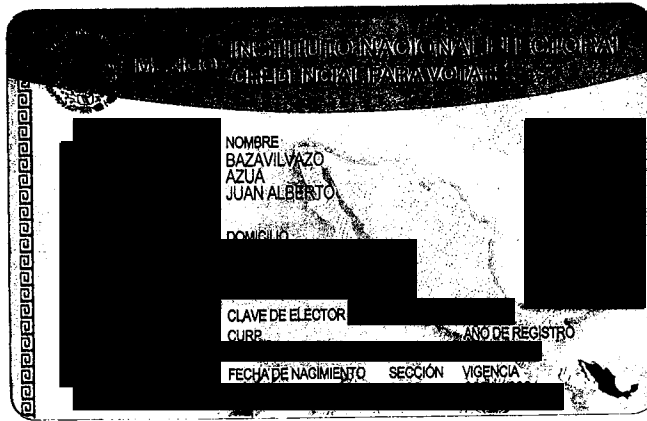 MÉXICO INSTITUTO NACIONAL ELECTORAL
CREDENCIAL PARA VOTAR
NOMBRE
BAZAVILVAZO
AZUA
JUAN ALBERTO
DOMICILIO
CLAVE DE ELECTOR
CURP AÑO DE REGISTRO
FECHA DE NACIMIENTO SECCIÓN VIGENCIA